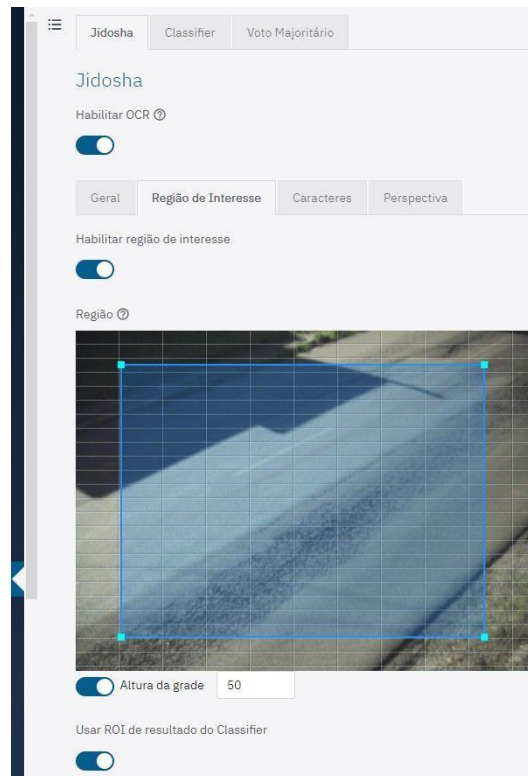 Jidosha Classifier Voto Majoritário
Jidosha
Habilitar OCR
Geral Região de Interesse Caracteres Perspectiva
Habilitar região de interesse
Região
Altura da grade 50
Usar ROI de resultado do Classifier